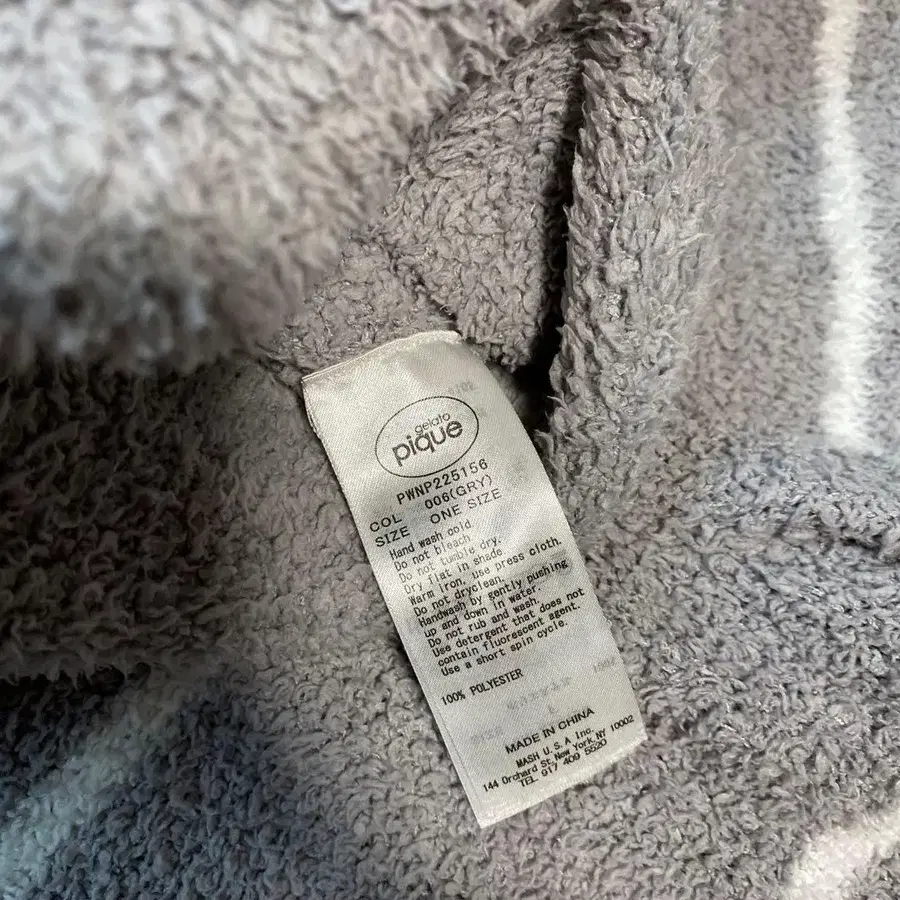 gelato
pique
PWNP225156
COL 006(GRY)
SIZE ONE SIZE
Hand wash cold.
Do not bleach
Do not tumble dry.
Dry flat in shade
Warm iron, use press cloth.
Do not dryclean.
Handwash by gently pushing
up and down in water.
Do not rub and wash.
Use detergent that does not
contain fluorescent agent.
Use a short spin cycle.
100% POLYESTER
MADE IN CHINA
MASH U.S.A Inc.
144 Orchard St, New York, NY 10002
TEL 917 409 5520